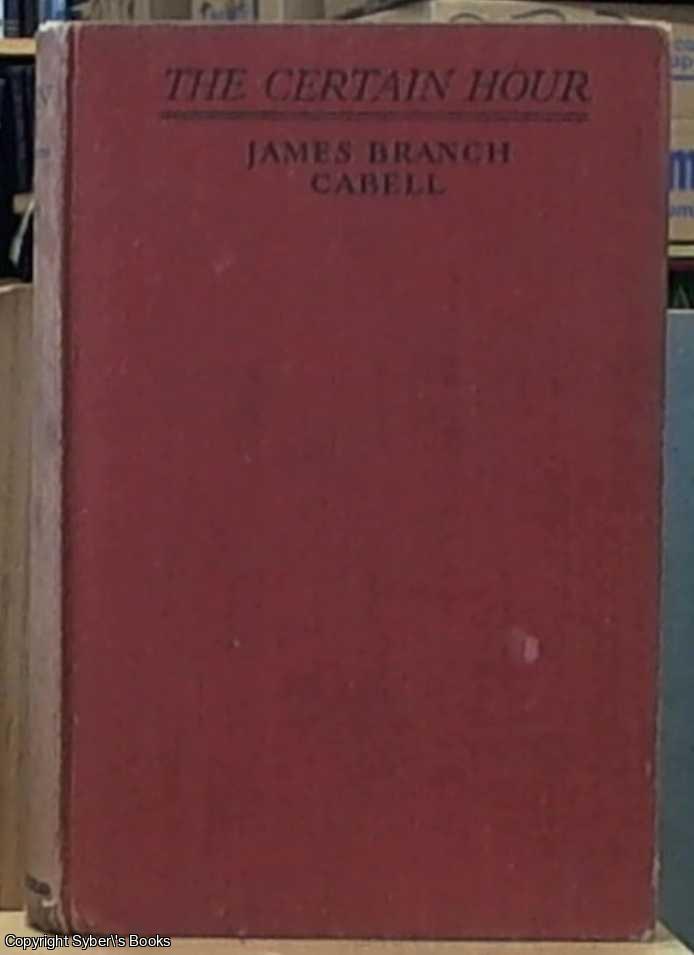 THE CERTAIN HOUR
JAMES BRANCH
CABELL
Copyright Syber\'s Books